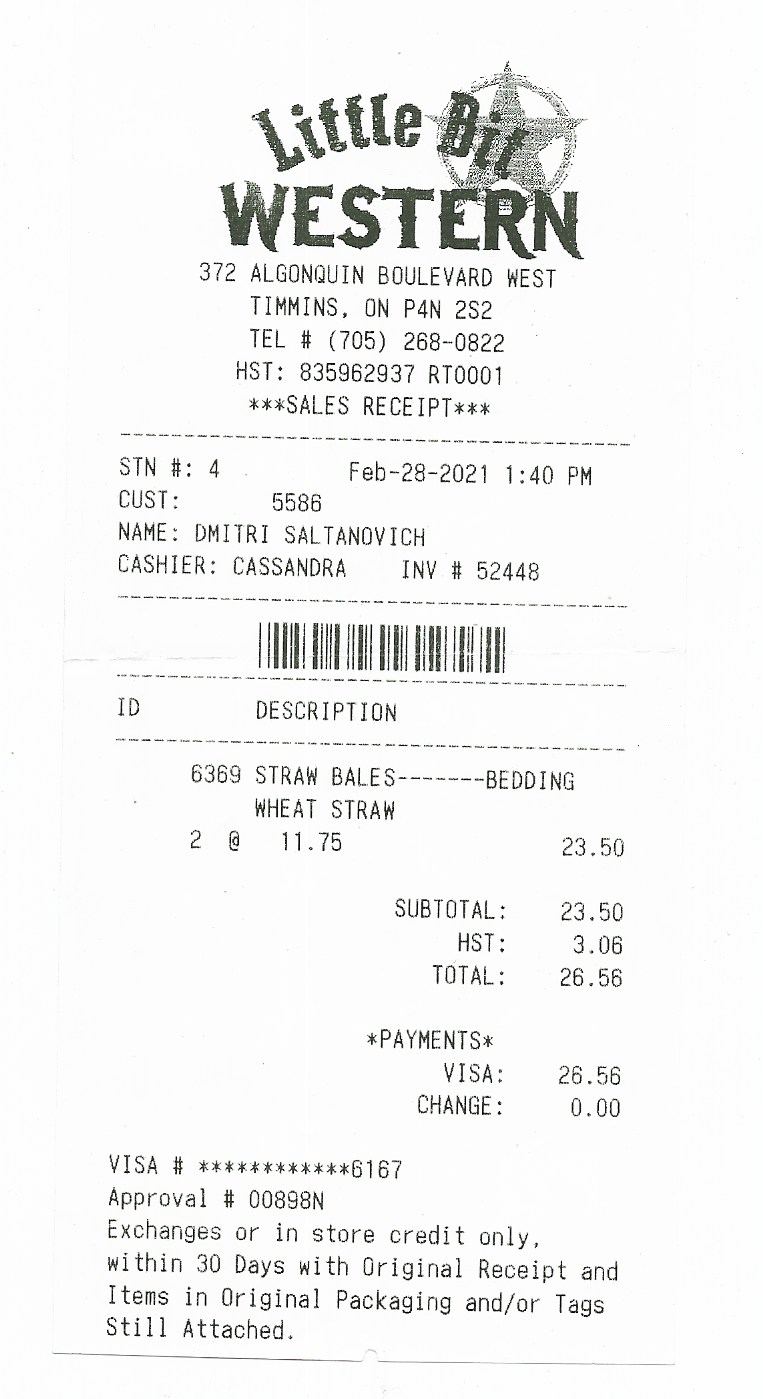 Little Bit
WESTERN
372 ALGONQUIN BOULEVARD WEST
TIMMINS, ON P4N 2S2
TEL # (705) 268-0822
HST: 835962937 RT0001
***SALES RECEIPT***
STN #: 4 Feb-28-2021 1:40 PM
CUST: 5586
NAME: DMITRI SALTANOVICH
CASHIER: CASSANDRA INV # 52448
ID DESCRIPTION
6369 STRAW BALES-------BEDDING
WHEAT STRAW
2 @ 11.75 23.50
SUBTOTAL: 23.50
HST: 3.06
TOTAL: 26.56
*PAYMENTS*
VISA: 26.56
CHANGE: 0.00
VISA # ************6167
Approval # 00898N
Exchanges or in store credit only,
within 30 Days with Original Receipt and
Items in Original Packaging and/or Tags
Still Attached.